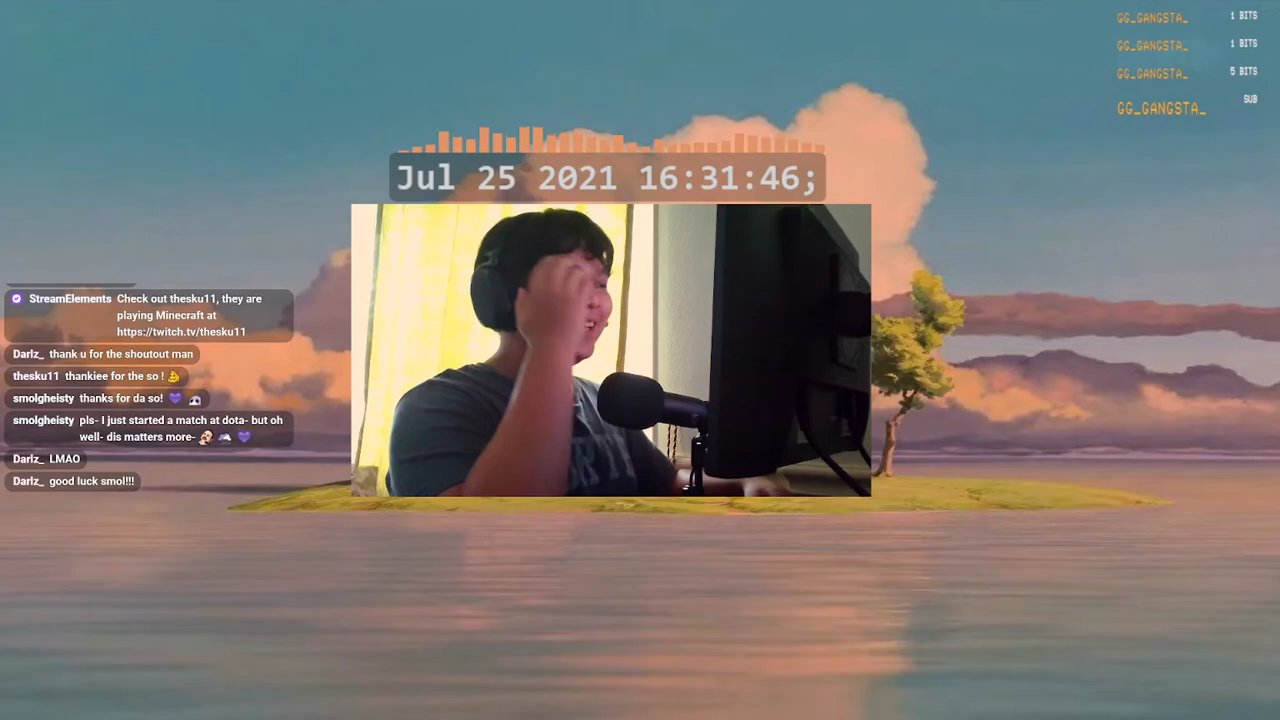 GG_GANGSTA_ 1 BITS
GG_GANGSTA_ 1 BITS
GG_GANGSTA_ 5 BITS
GG_GANGSTA_ SUB
Jul 25 2021 16:31:46;
StreamElements Check out thesku11, they are
playing Minecraft at
https://twitch.tv/thesku11
Darlz_ thank u for the shoutout man
thesku11 thankiee for the so !
smolgheisty thanks for da so! 💜
smolgheisty pls- I just started a match at dota- but oh
well- dis matters more- 💜
Darlz_ LMAO
Darlz_ good luck smol!!!